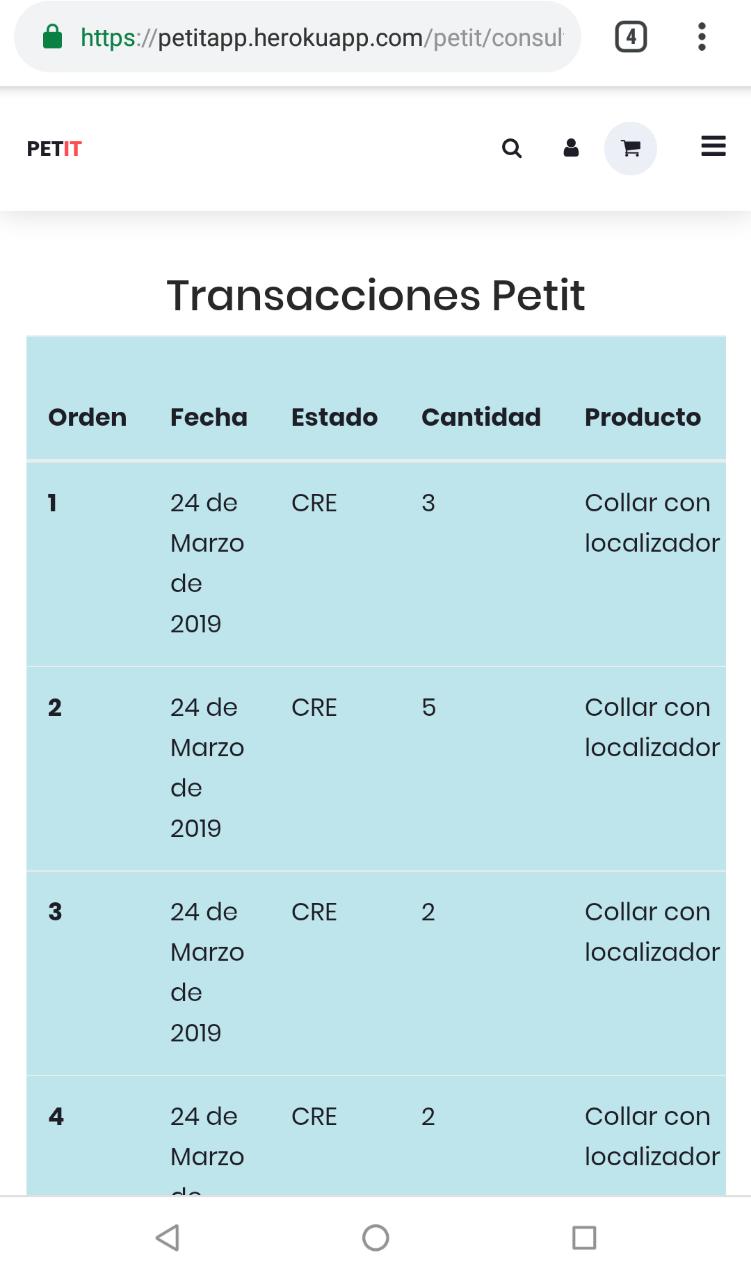 https://petitapp.herokuapp.com/petit/consul
4
PETIT
Transacciones Petit
Orden Fecha Estado Cantidad Producto
1 24 de CRE 3 Collar con
Marzo localizador
de
2019
2 24 de CRE 5 Collar con
Marzo localizador
de
2019
3 24 de CRE 2 Collar con
Marzo localizador
de
2019
4 24 de CRE 2 Collar con
Marzo localizador
de